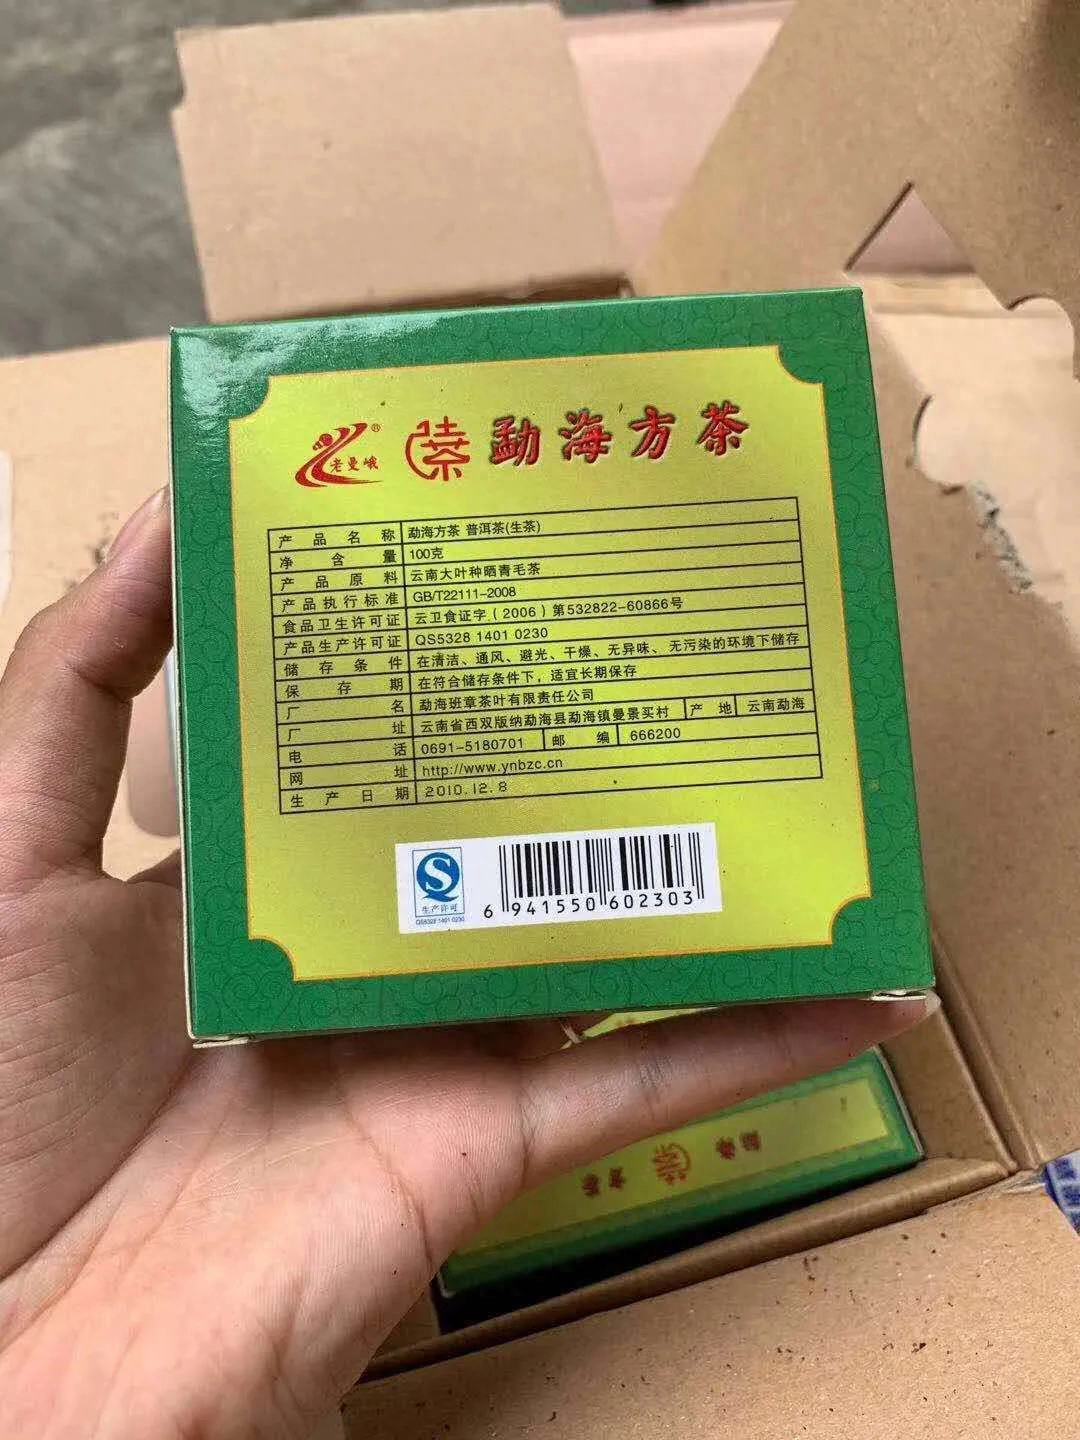 老曼峨® 勐海方茶
产品名称 勐海方茶 普洱茶(生茶)
净含量 100克
产品原料 云南大叶种晒青毛茶
产品执行标准 GB/T22111-2008
食品卫生许可证 云卫食证字(2006)第532822-60866号
产品生产许可证 QS5328 1401 0230
储存条件 在清洁、通风、避光、干燥、无异味、无污染的环境下储存
保存期 在符合储存条件下，适宜长期保存
厂名 勐海班章茶叶有限责任公司
厂址 云南省西双版纳勐海县勐海镇曼景买村 产地 云南勐海
电话 0691-5180701 邮编 666200
网址 http://www.ynbzc.cn
生产日期 2010.12.8
生产许可
QS5328 1401 0230
6 941550 602303